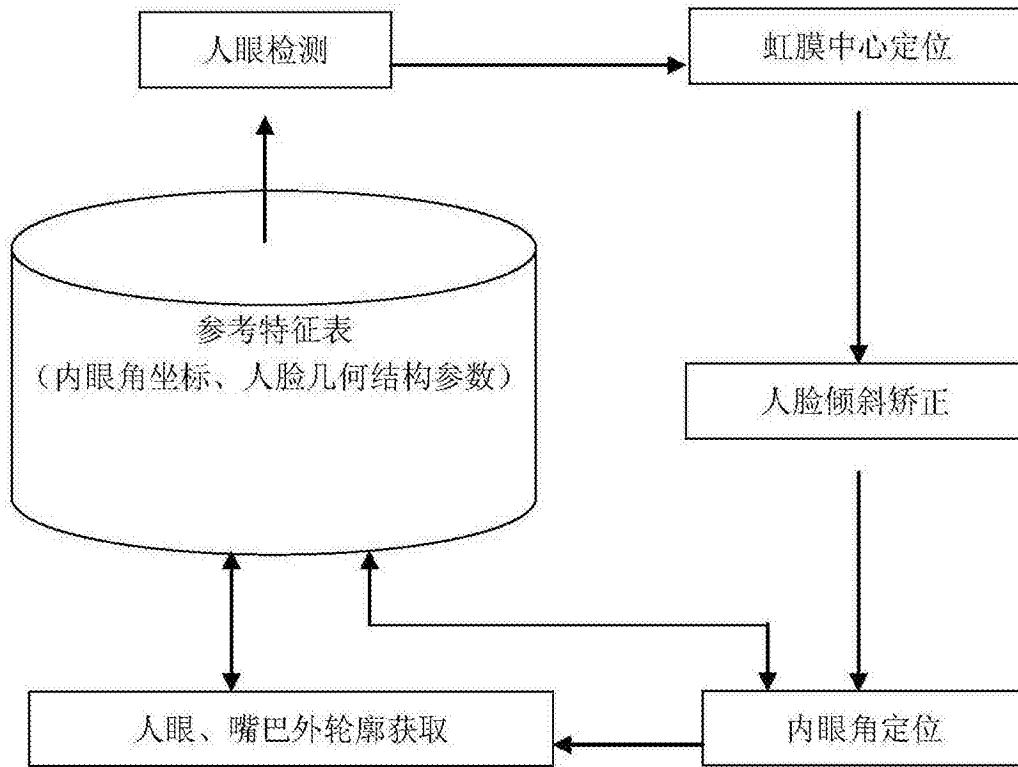 人眼检测
虹膜中心定位
参考特征表
（内眼角坐标、人脸几何结构参数）
人脸倾斜矫正
人眼、嘴巴外轮廓获取
内眼角定位